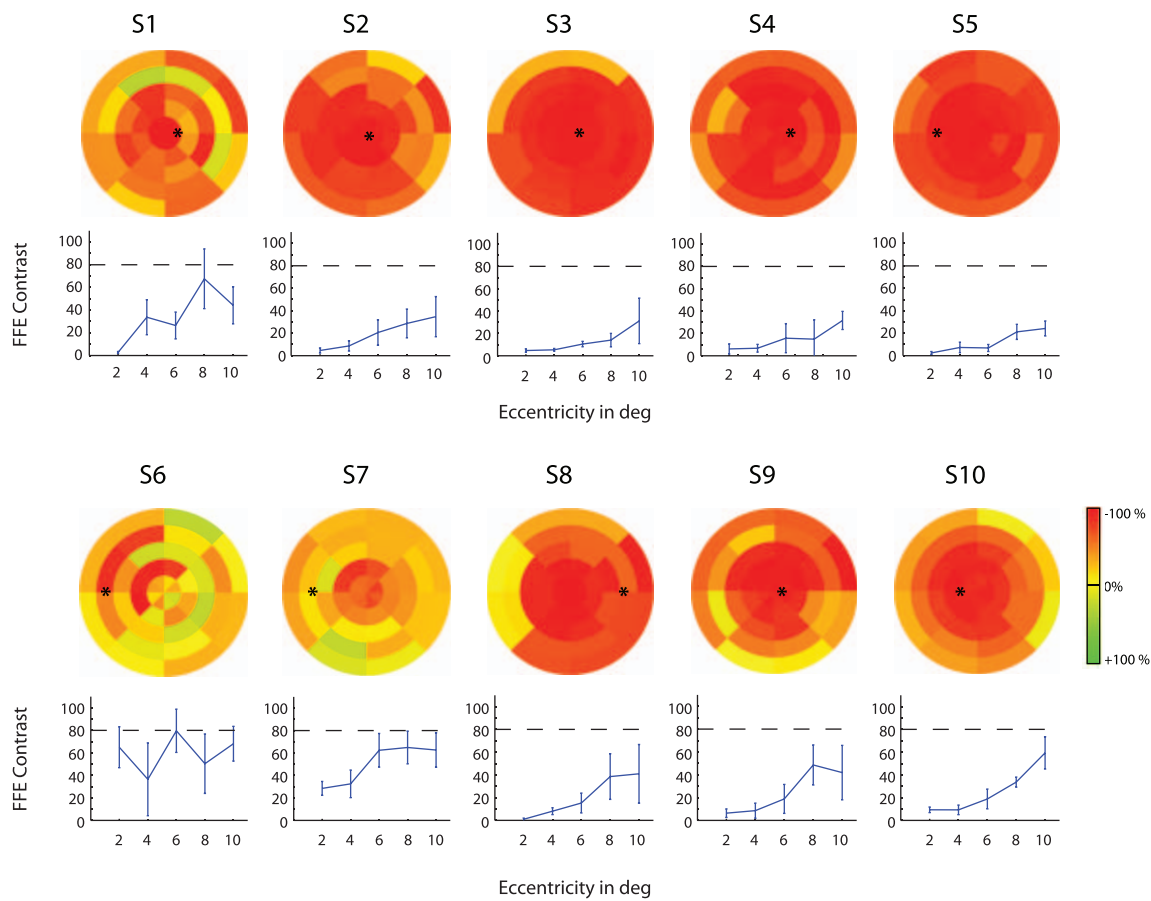 S1 S2 S3 S4 S5
* * * * *
FFE Contrast
100 100 100 100 100
80 80 80 80 80
60 60 60 60 60
40 40 40 40 40
20 20 20 20 20
0 0 0 0 0
2 4 6 8 10 2 4 6 8 10 2 4 6 8 10 2 4 6 8 10 2 4 6 8 10
Eccentricity in deg
S6 S7 S8 S9 S10
-100 %
0%
+100 %
* * * * *
FFE Contrast
100 100 100 100 100
80 80 80 80 80
60 60 60 60 60
40 40 40 40 40
20 20 20 20 20
0 0 0 0 0
2 4 6 8 10 2 4 6 8 10 2 4 6 8 10 2 4 6 8 10 2 4 6 8 10
Eccentricity in deg